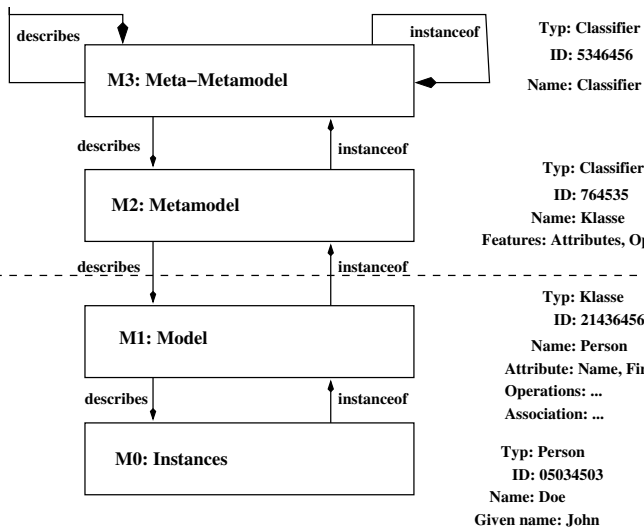 describes
instanceof
M3: Meta−Metamodel
Typ: Classifier
ID: 5346456
Name: Classifier
describes
instanceof
M2: Metamodel
Typ: Classifier
ID: 764535
Name: Klasse
Features: Attributes, Op
describes
instanceof
M1: Model
Typ: Klasse
ID: 21436456
Name: Person
Attribute: Name, Fir
Operations: ...
Association: ...
describes
instanceof
M0: Instances
Typ: Person
ID: 05034503
Name: Doe
Given name: John